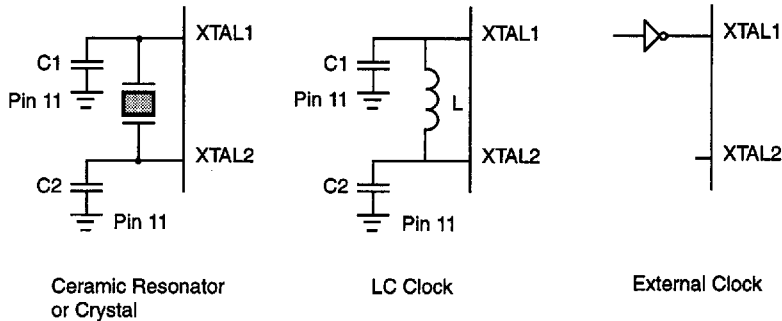 XTAL1
C1
Pin 11
XTAL2
C2
Pin 11
Ceramic Resonator
or Crystal
XTAL1
C1
Pin 11
L
XTAL2
C2
Pin 11
LC Clock
XTAL1
XTAL2
External Clock